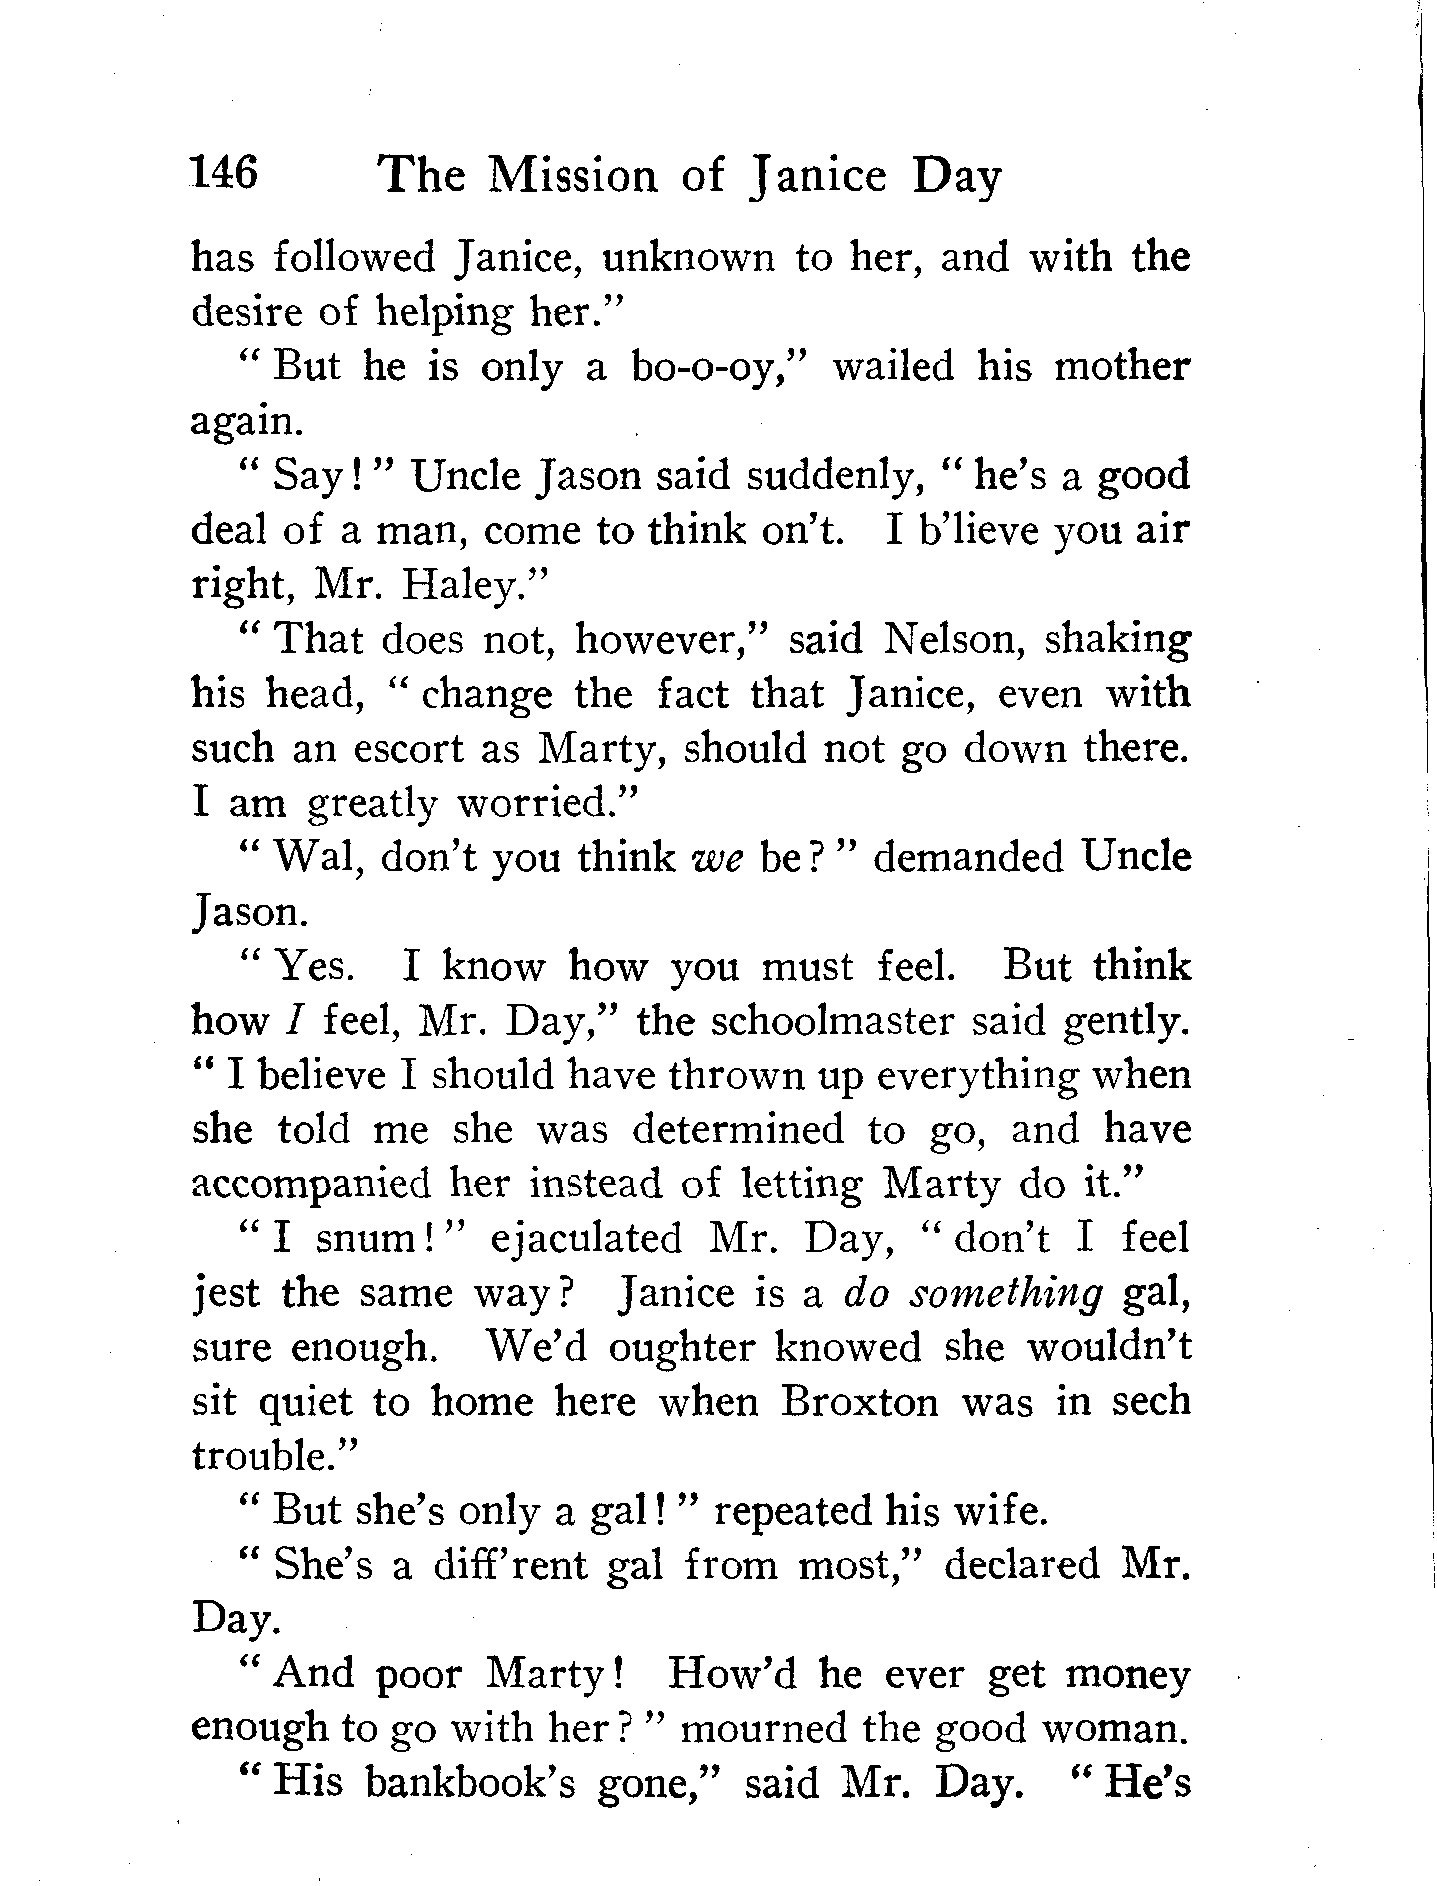 146 The Mission of Janice Day
has followed Janice, unknown to her, and with the
desire of helping her.”
“ But he is only a bo-o-oy,” wailed his mother
again.
“ Say! ” Uncle Jason said suddenly, “ he’s a good
deal of a man, come to think on’t. I b’lieve you air
right, Mr. Haley.”
“ That does not, however,” said Nelson, shaking
his head, “ change the fact that Janice, even with
such an escort as Marty, should not go down there.
I am greatly worried.”
“ Wal, don’t you think we be? ” demanded Uncle
Jason.
“ Yes. I know how you must feel. But think
how I feel, Mr. Day,” the schoolmaster said gently.
“ I believe I should have thrown up everything when
she told me she was determined to go, and have
accompanied her instead of letting Marty do it.”
“ I snum! ” ejaculated Mr. Day, “ don’t I feel
jest the same way? Janice is a do something gal,
sure enough. We’d oughter knowed she wouldn’t
sit quiet to home here when Broxton was in sech
trouble.”
“ But she’s only a gal! ” repeated his wife.
“ She’s a diff’rent gal from most,” declared Mr.
Day.
“ And poor Marty! How’d he ever get money
enough to go with her? ” mourned the good woman.
“ His bankbook’s gone,” said Mr. Day. “ He’s